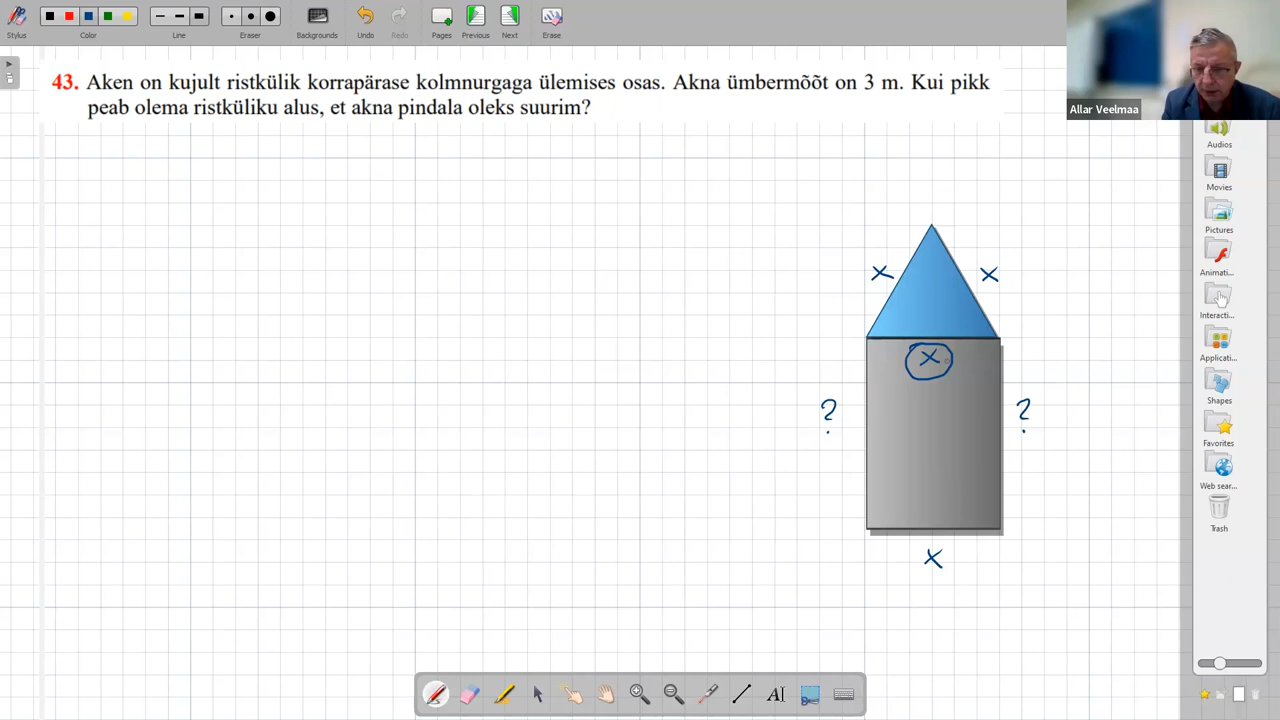 Stylus
Color
Line
Eraser
Backgrounds
Undo
Redo
Pages
Previous
Next
Erase
43. Aken on kujult ristkülik korrapärase kolmnurgaga ülemises osas. Akna ümbermõõt on 3 m. Kui pikk
peab olema ristküliku alus, et akna pindala oleks suurim?
Allar Veelmaa
Audios
Movies
Pictures
Animati...
Interacti...
Applicati...
Shapes
Favorites
Web sear...
Trash
x x
x
? ?
x
AI